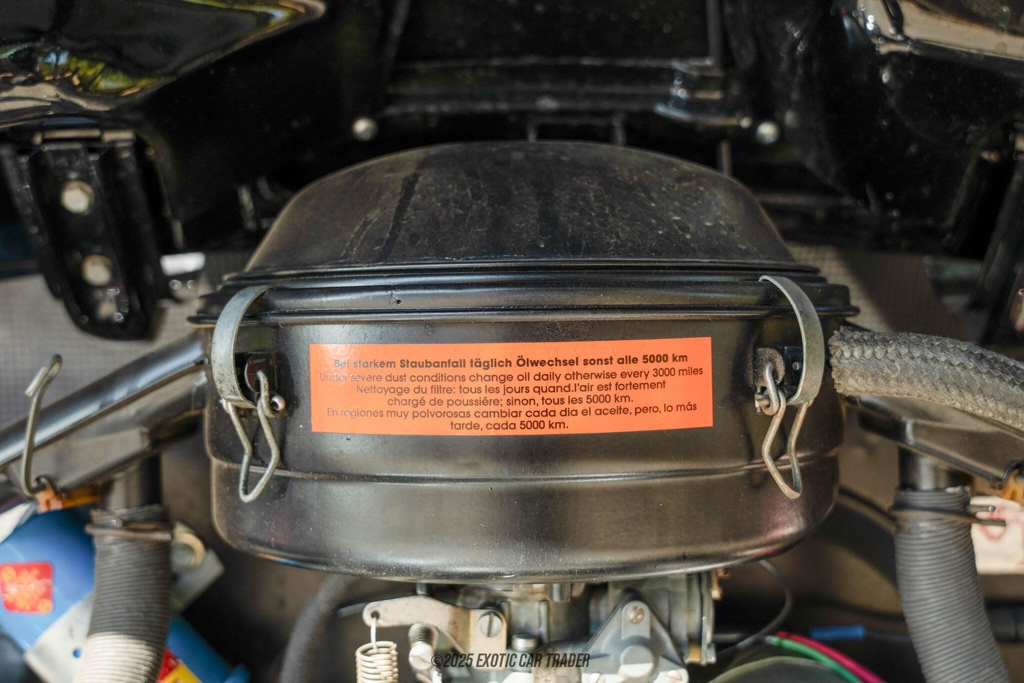 Bei starkem Staubanfall täglich Ölwechsel sonst alle 5000 km
under severe dust conditions change oil daily otherwise every 3000 miles
Nettoyage du filtre: tous les jours quand.l'air est fortement
chargé de poussiére; sinon, tous les 5000 km.
En regiones muy polvorosas cambiar cada dia el aceite, pero, lo más
tarde, cada 5000 km.
©2025 EXOTIC CAR TRADER